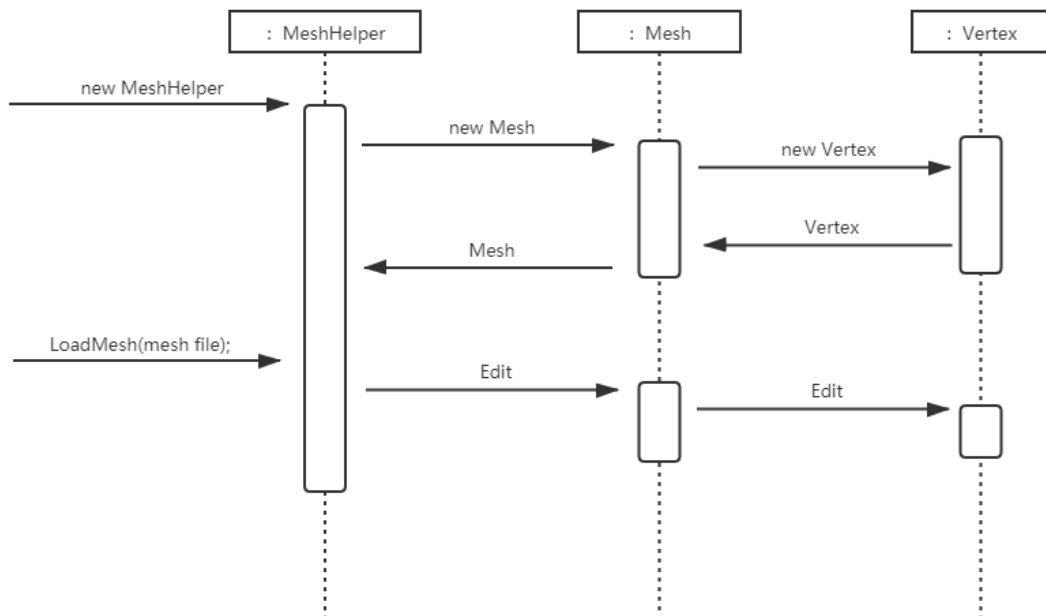 : MeshHelper
: Mesh
: Vertex
new MeshHelper
new Mesh
new Vertex
Vertex
Mesh
LoadMesh(mesh file);
Edit
Edit